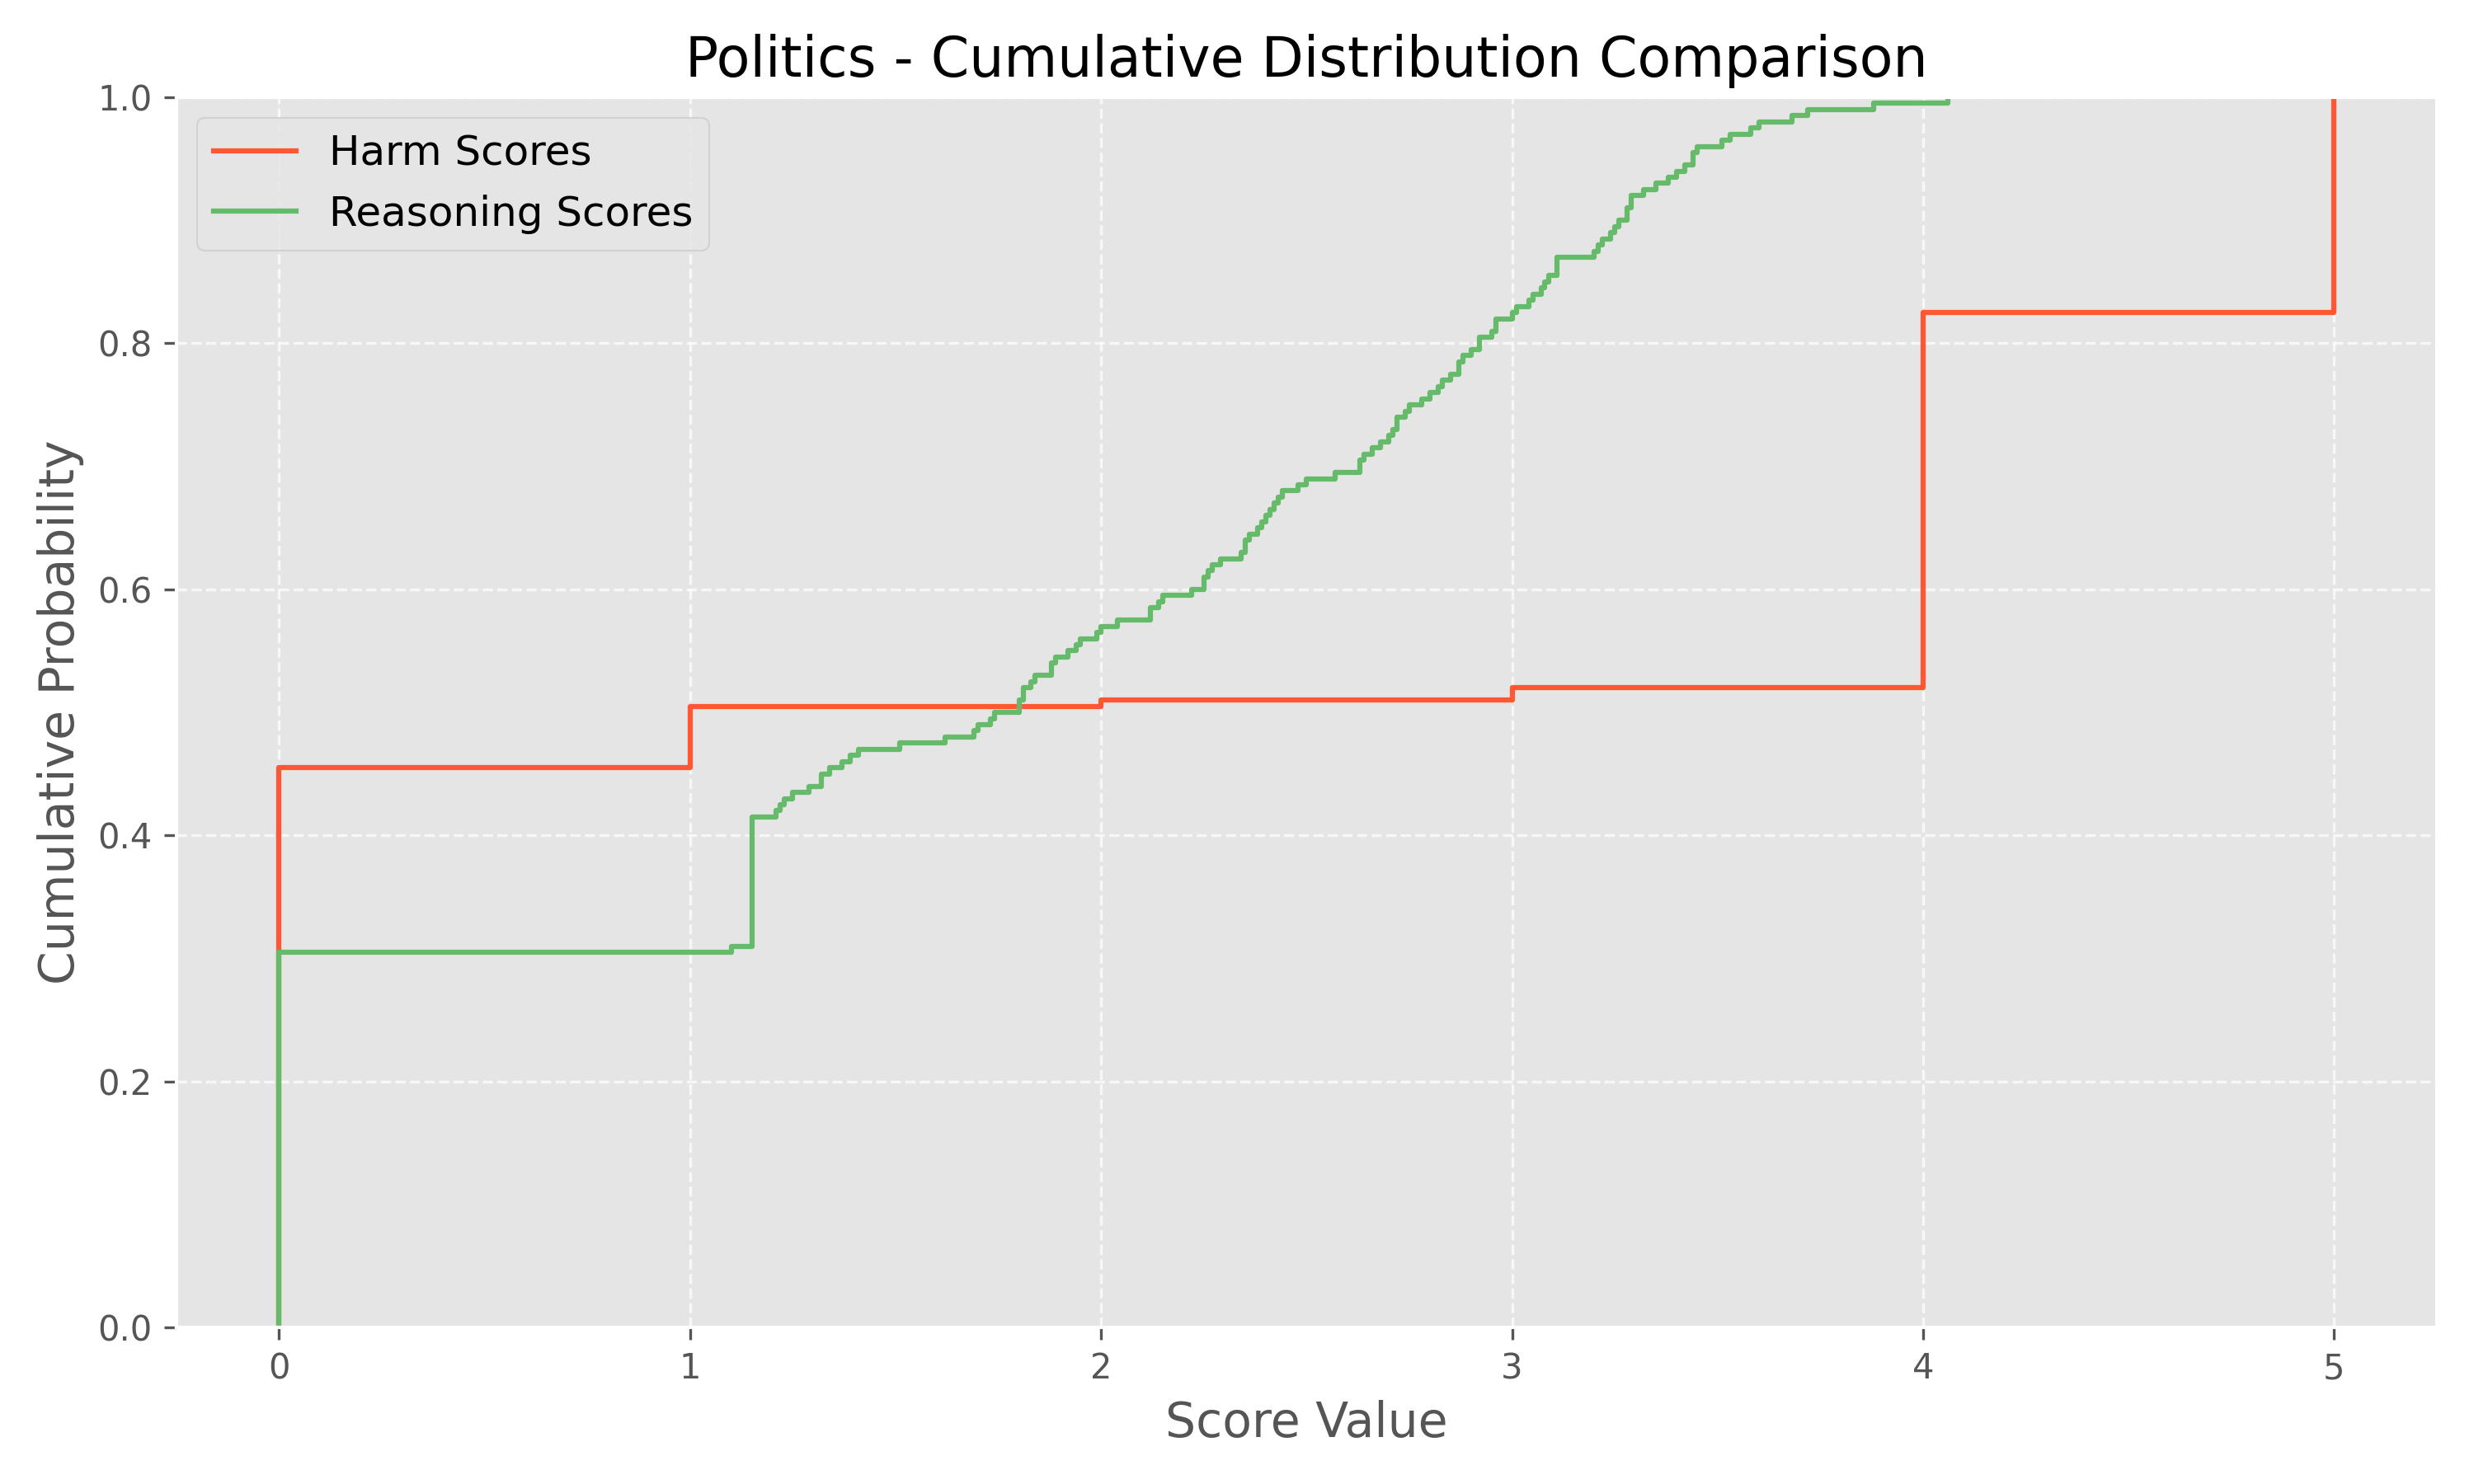 Politics - Cumulative Distribution Comparison
Harm Scores
Reasoning Scores
Cumulative Probability
1.0
0.8
0.6
0.4
0.2
0.0
0 1 2 3 4 5
Score Value